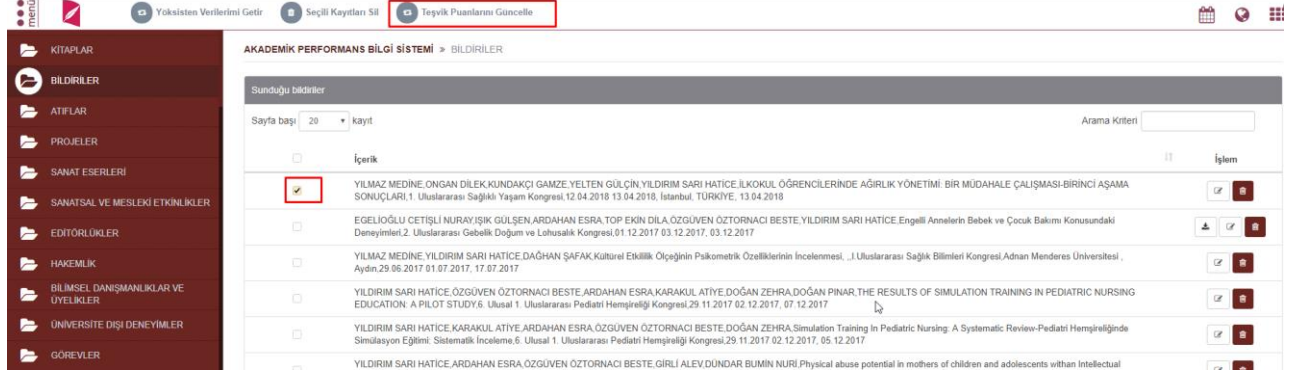 menü
Yoksisten Verilerimi Getir
Seçili Kayıtları Sil
Teşvik Puanlarını Güncelle
KİTAPLAR
BİLDİRİLER
ATIFLAR
PROJELER
SANAT ESERLERİ
SANATSAL VE MESLEKİ ETKİNLİKLER
EDİTÖRLÜKLER
HAKEMLİK
BİLİMSEL DANIŞMANLIKLAR VE
ÜYELİKLER
ÜNİVERSİTE DIŞI DENEYİMLER
GÖREVLER
AKADEMİK PERFORMANS BİLGİ SİSTEMİ » BİLDİRİLER
Sunduğu bildiriler
Sayfa başı 20 kayıt
Arama Kriteri
İçerik
İşlem
YILMAZ MEDİNE,ONGAN DİLEK,KUNDAKÇI GAMZE,YELTEN GÜLÇİN,YILDIRIM SARI HATİCE,İLKOKUL ÖĞRENCİLERİNDE AĞIRLIK YÖNETİMİ: BİR MÜDAHALE ÇALIŞMASI-BİRİNCİ AŞAMA
SONUÇLARI,1. Uluslararası Sağlıklı Yaşam Kongresi,12.04.2018 13.04.2018, İstanbul, TÜRKİYE, 13.04.2018
EGELİOĞLU CETİŞLİ NURAY,IŞIK GÜLŞEN,ARDAHAN ESRA,TOP EKİN DİLA,ÖZGÜVEN ÖZTORNACI BESTE,YILDIRIM SARI HATİCE,Engelli Annelerin Bebek ve Çocuk Bakımı Konusundaki
Deneyimleri,2. Uluslararası Gebelik Doğum ve Lohusalık Kongresi,01.12.2017 03.12.2017, 03.12.2017
YILMAZ MEDİNE,YILDIRIM SARI HATİCE,DAĞHAN ŞAFAK,Kültürel Etkililik Ölçeğinin Psikometrik Özelliklerinin İncelenmesi, ,,I.Uluslararası Sağlık Bilimleri Kongresi,Adnan Menderes Üniversitesi ,
Aydın,29.06.2017 01.07.2017, 17.07.2017
YILDIRIM SARI HATİCE,ÖZGÜVEN ÖZTORNACI BESTE,ARDAHAN ESRA,KARAKUL ATİYE,DOĞAN ZEHRA,DOĞAN PINAR,THE RESULTS OF SIMULATION TRAINING IN PEDIATRIC NURSING
EDUCATION: A PILOT STUDY,6. Ulusal 1. Uluslararası Pediatri Hemşireliği Kongresi,29.11.2017 02.12.2017, 07.12.2017
YILDIRIM SARI HATİCE,KARAKUL ATİYE,ARDAHAN ESRA,ÖZGÜVEN ÖZTORNACI BESTE,DOĞAN ZEHRA,Simulation Training In Pediatric Nursing: A Systematic Review-Pediatri Hemşireliğinde
Simülasyon Eğitimi: Sistematik İnceleme,6. Ulusal 1. Uluslararası Pediatri Hemşireliği Kongresi,29.11.2017 02.12.2017, 05.12.2017
YILDIRIM SARI HATİCE,ARDAHAN ESRA,ÖZGÜVEN ÖZTORNACI BESTE,GİRLİ ALEV,DÜNDAR BUMİN NURİ,Physical abuse potential in mothers of children and adolescents withan Intellectual